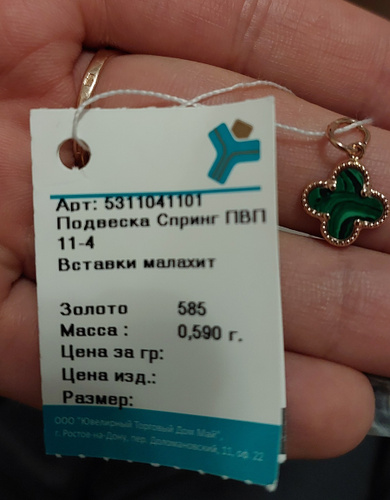 Арт: 5311041101
Подвеска Спринг ПВП
11-4
Вставки малахит
Золото 585
Масса : 0,590 г.
Цена за гр:
Цена изд.:
Размер:
ООО "Ювелирный Торговый Дом Май",
г. Ростов-на-Дону, пер. Доломановский, 11, оф. 22